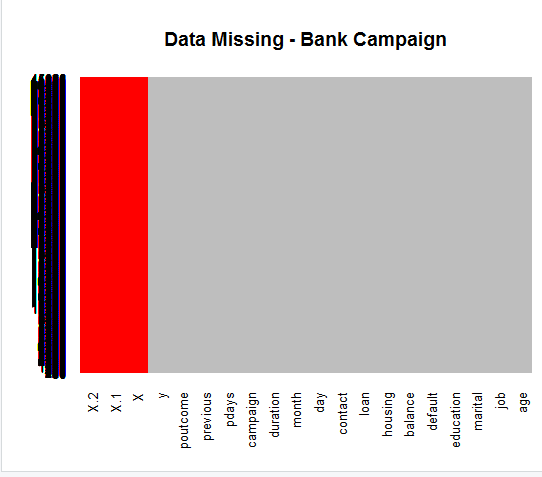 Data Missing - Bank Campaign
X.2
X.1
X
y
poutcome
previous
pdays
campaign
duration
month
day
contact
loan
housing
balance
default
education
marital
job
age